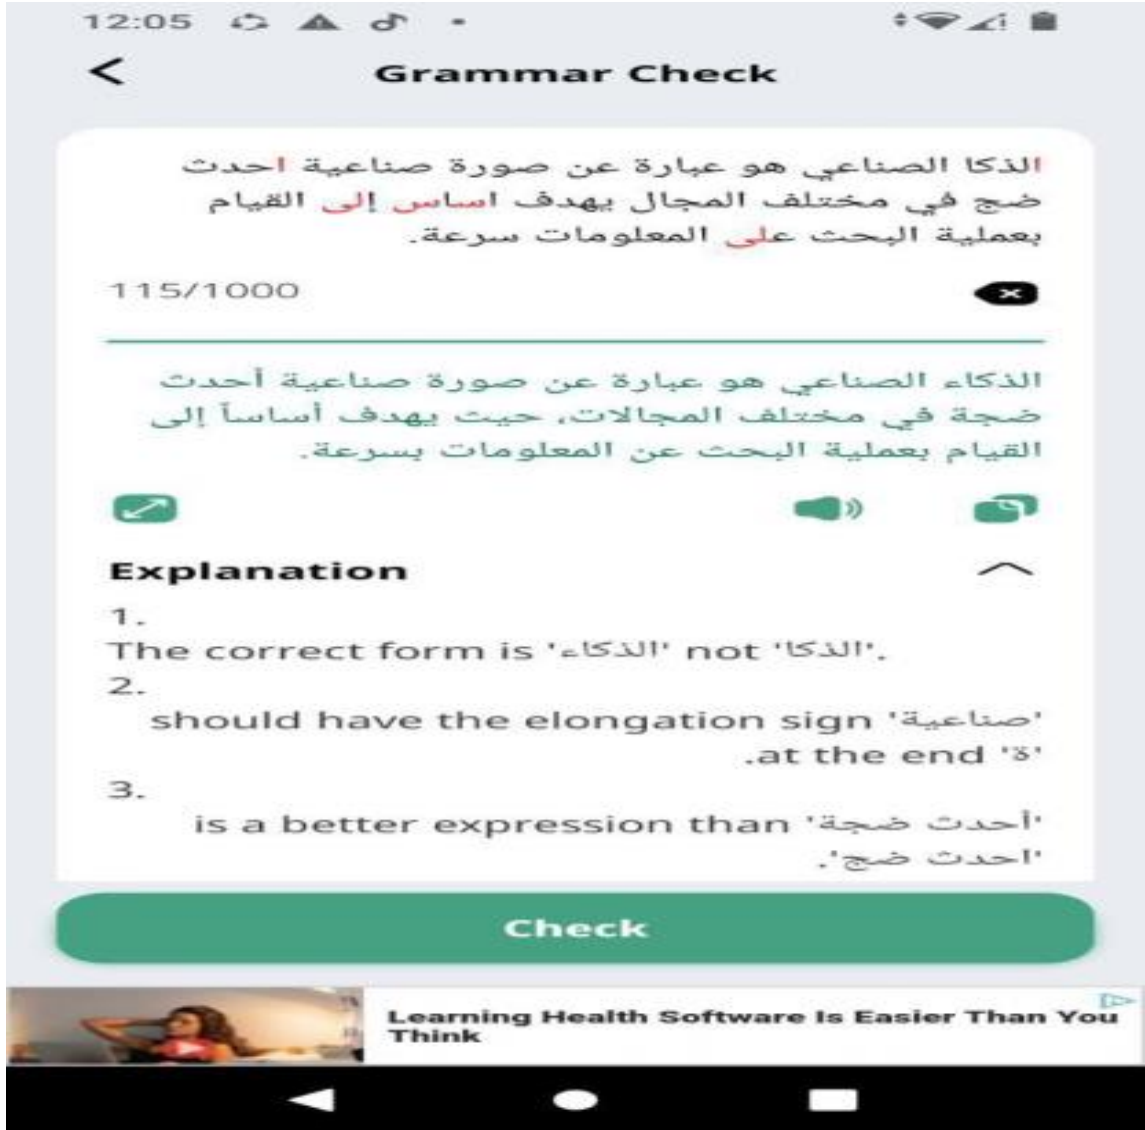 12:05
Grammar Check
الذكا الصناعي هو عبارة عن صورة صناعية احدث
ضج في مختلف المجال يهدف اساس إلى القيام
بعملية البحث على المعلومات سرعة.
115/1000
الذكاء الصناعي هو عبارة عن صورة صناعية أحدث
ضجة في مختلف المجالات، حيث يهدف أساساً إلى
القيام بعملية البحث عن المعلومات بسرعة.
Explanation
1.
The correct form is 'الذكاء' not 'الذكا'.
2.
'صناعية' should have the elongation sign
'ة' at the end.
3.
'أحدث ضجة' is a better expression than
'احدث ضج'.
Check
Learning Health Software Is Easier Than You
Think